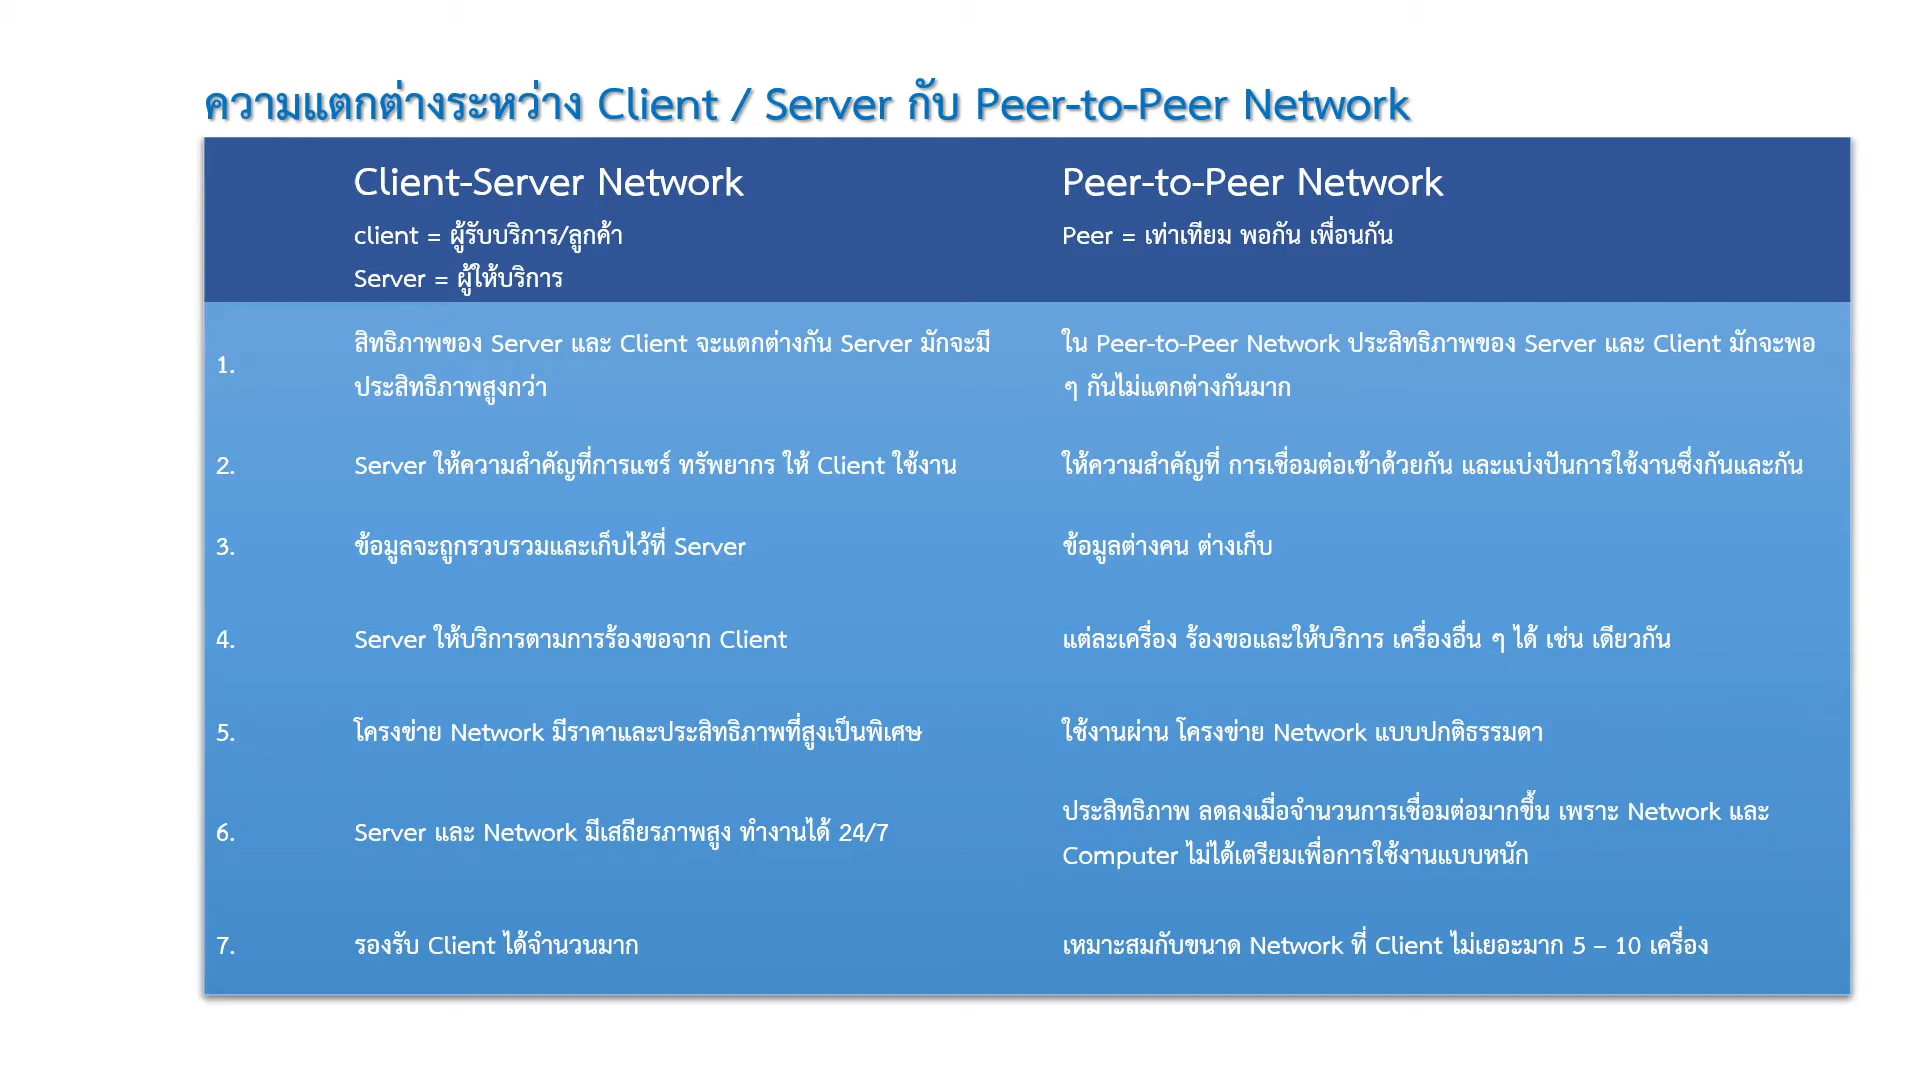 ความแตกต่างระหว่าง Client / Server กับ Peer-to-Peer Network
Client-Server Network
client = ผู้รับบริการ/ลูกค้า
Server = ผู้ให้บริการ
Peer-to-Peer Network
Peer = เท่าเทียม พอกัน เพื่อนกัน
1.
สิทธิภาพของ Server และ Client จะแตกต่างกัน Server มักจะมี
ประสิทธิภาพสูงกว่า
ใน Peer-to-Peer Network ประสิทธิภาพของ Server และ Client มักจะพอ
ๆ กันไม่แตกต่างกันมาก
2.
Server ให้ความสำคัญที่การแชร์ ทรัพยากร ให้ Client ใช้งาน
ให้ความสำคัญที่ การเชื่อมต่อเข้าด้วยกัน และแบ่งปันการใช้งานซึ่งกันและกัน
3.
ข้อมูลจะถูกรวบรวมและเก็บไว้ที่ Server
ข้อมูลต่างคน ต่างเก็บ
4.
Server ให้บริการตามการร้องขอจาก Client
แต่ละเครื่อง ร้องขอและให้บริการ เครื่องอื่น ๆ ได้ เช่น เดียวกัน
5.
โครงข่าย Network มีราคาและประสิทธิภาพที่สูงเป็นพิเศษ
ใช้งานผ่าน โครงข่าย Network แบบปกติธรรมดา
6.
Server และ Network มีเสถียรภาพสูง ทำงานได้ 24/7
ประสิทธิภาพ ลดลงเมื่อจำนวนการเชื่อมต่อมากขึ้น เพราะ Network และ
Computer ไม่ได้เตรียมเพื่อการใช้งานแบบหนัก
7.
รองรับ Client ได้จำนวนมาก
เหมาะสมกับขนาด Network ที่ Client ไม่เยอะมาก 5 – 10 เครื่อง